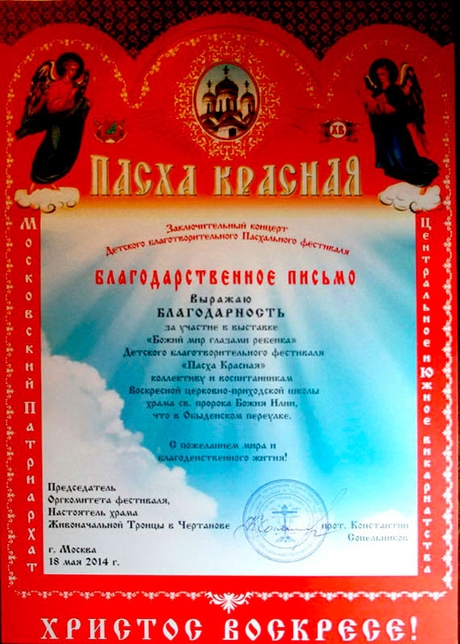 ХВ
ПАСХА КРАСНАЯ
Заключительный концерт
Детского благотворительного Пасхального фестиваля
БЛАГОДАРСТВЕННОЕ ПИСЬМО
Выражаю
БЛАГОДАРНОСТЬ
за участие в выставке
«Божий мир глазами ребенка»
Детского благотворительного фестиваля
«Пасха Красная»
коллективу и воспитанникам
Воскресной церковно-приходской школы
храма св. пророка Божия Илии,
что в Обыденском переулке.
С пожеланием мира и
благоденственного жития!
Московский Патриархат
Центральное и Южное викариатства
Председатель
Оргкомитета фестиваля,
Настоятель храма
Живоначальной Троицы в Чертанове
прот. Константин
Сопельников
г. Москва
18 мая 2014 г.
ХРИСТОС ВОСКРЕСЕ!